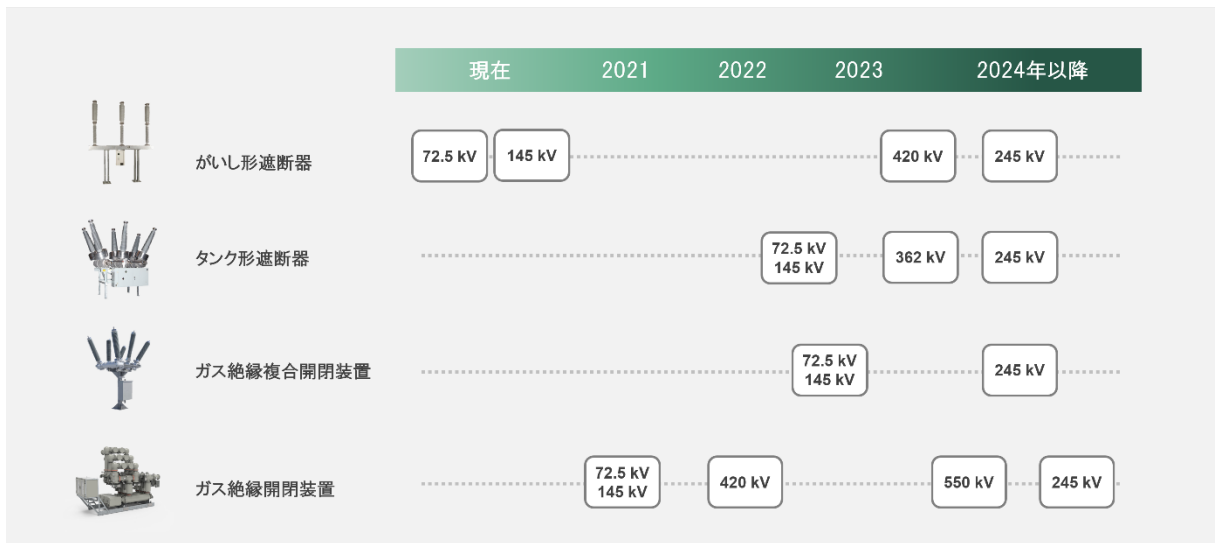 現在 2021 2022 2023 2024年以降
がいし形遮断器 72.5 kV 145 kV 420 kV 245 kV
タンク形遮断器 72.5 kV 145 kV 362 kV 245 kV
ガス絶縁複合開閉装置 72.5 kV 145 kV 245 kV
ガス絶縁開閉装置 72.5 kV 145 kV 420 kV 550 kV 245 kV